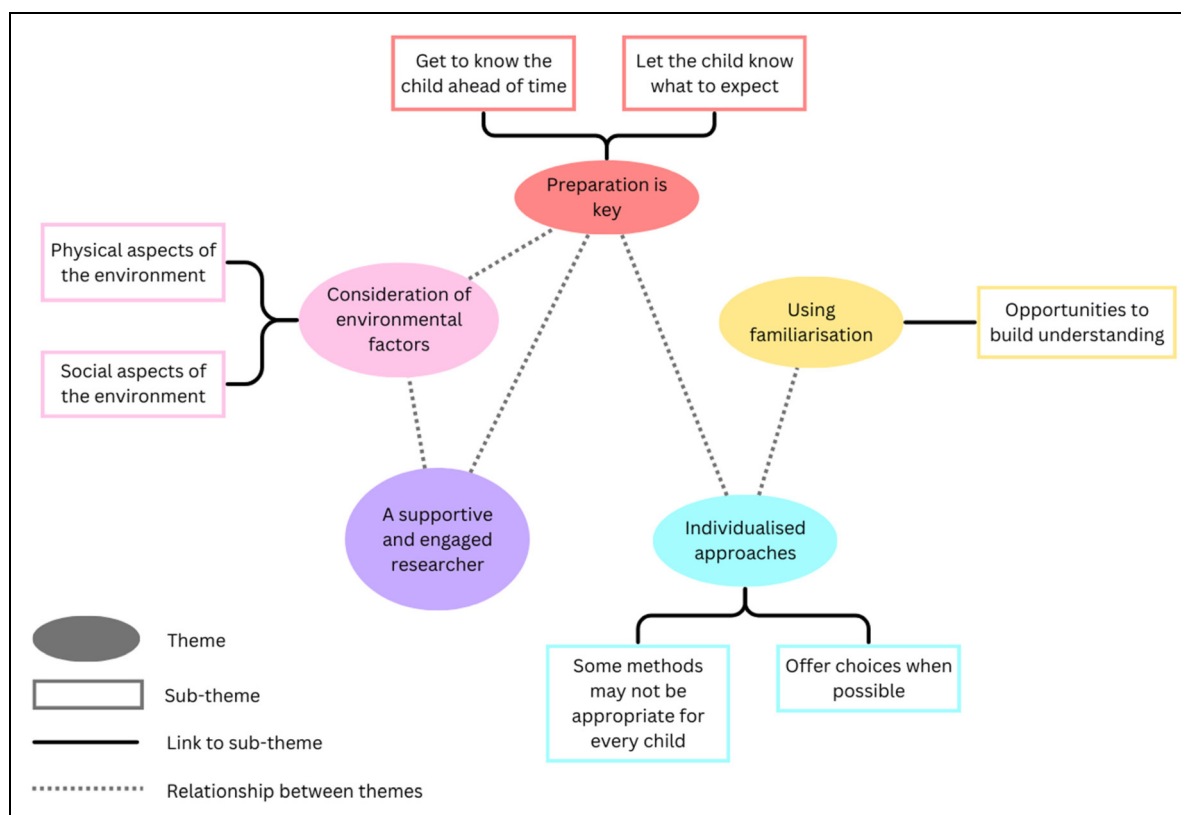 Get to know the
child ahead of time
Let the child know
what to expect
Preparation is
key
Physical aspects of
the environment
Social aspects of
the environment
Consideration of
environmental
factors
Using
familiarisation
Opportunities to
build understanding
A supportive
and engaged
researcher
Individualised
approaches
Some methods
may not be
appropriate for
every child
Offer choices when
possible
Theme
Sub-theme
Link to sub-theme
Relationship between themes